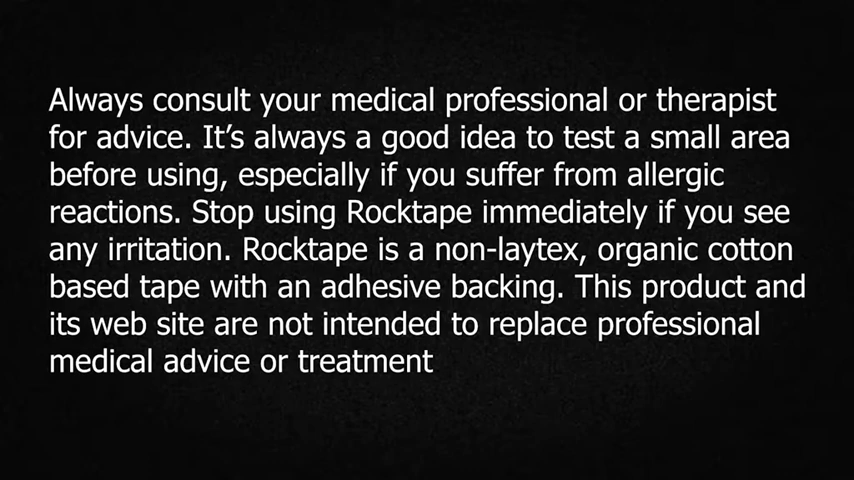 Always consult your medical professional or therapist
for advice. It’s always a good idea to test a small area
before using, especially if you suffer from allergic
reactions. Stop using Rocktape immediately if you see
any irritation. Rocktape is a non-laytex, organic cotton
based tape with an adhesive backing. This product and
its web site are not intended to replace professional
medical advice or treatment